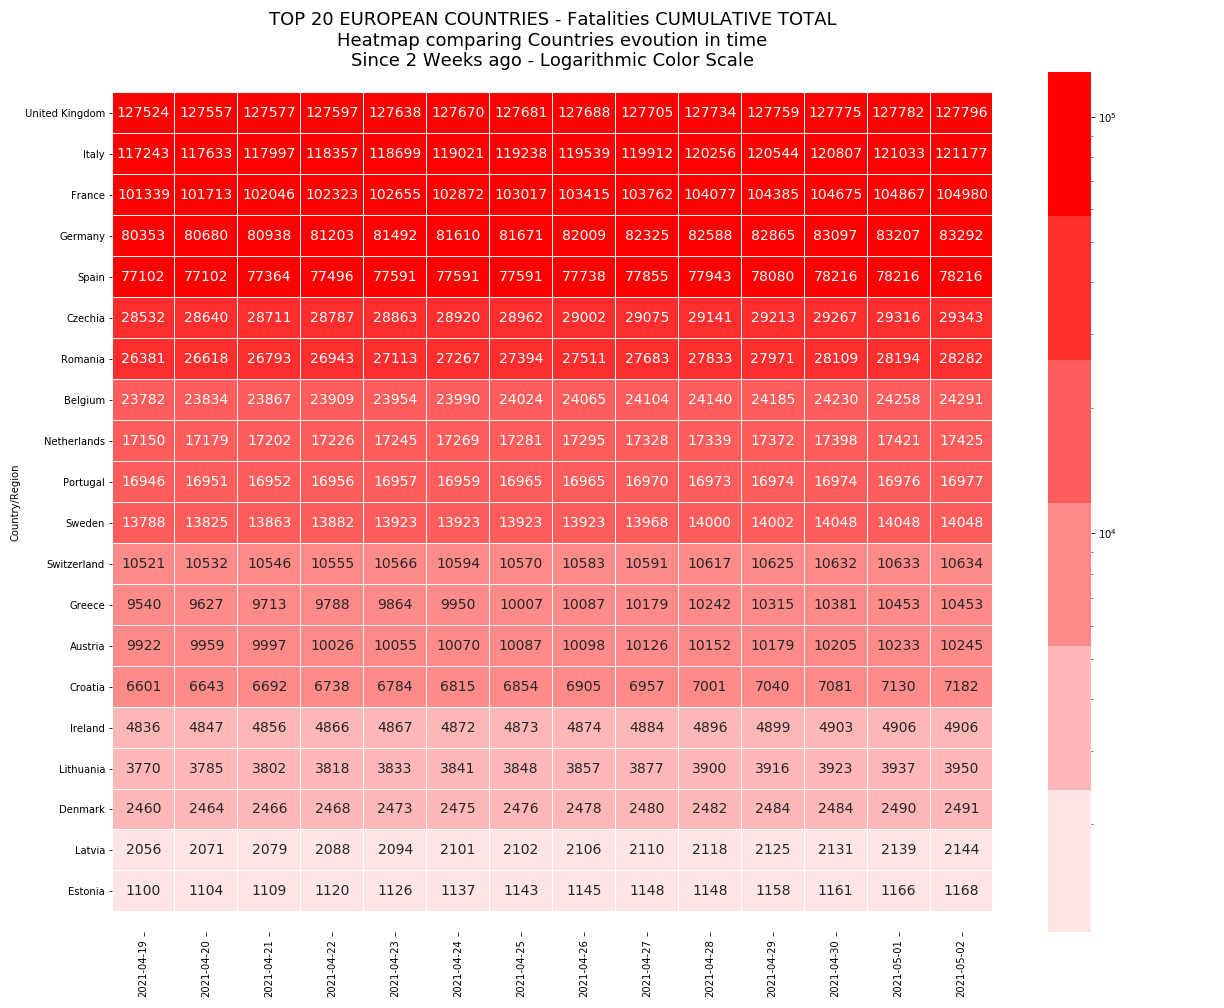 TOP 20 EUROPEAN COUNTRIES - Fatalities CUMULATIVE TOTAL
Heatmap comparing Countries evoution in time
Since 2 Weeks ago - Logarithmic Color Scale
Country/Region
United Kingdom 127524 127557 127577 127597 127638 127670 127681 127688 127705 127734 127759 127775 127782 127796
Italy 117243 117633 117997 118357 118699 119021 119238 119539 119912 120256 120544 120807 121033 121177
France 101339 101713 102046 102323 102655 102872 103017 103415 103762 104077 104385 104675 104867 104980
Germany 80353 80680 80938 81203 81492 81610 81671 82009 82325 82588 82865 83097 83207 83292
Spain 77102 77102 77364 77496 77591 77591 77591 77738 77855 77943 78080 78216 78216 78216
Czechia 28532 28640 28711 28787 28863 28920 28962 29002 29075 29141 29213 29267 29316 29343
Romania 26381 26618 26793 26943 27113 27267 27394 27511 27683 27833 27971 28109 28194 28282
Belgium 23782 23834 23867 23909 23954 23990 24024 24065 24104 24140 24185 24230 24258 24291
Netherlands 17150 17179 17202 17226 17245 17269 17281 17295 17328 17339 17372 17398 17421 17425
Portugal 16946 16951 16952 16956 16957 16959 16965 16965 16970 16973 16974 16974 16976 16977
Sweden 13788 13825 13863 13882 13923 13923 13923 13923 13968 14000 14002 14048 14048 14048
Switzerland 10521 10532 10546 10555 10566 10594 10570 10583 10591 10617 10625 10632 10633 10634
Greece 9540 9627 9713 9788 9864 9950 10007 10087 10179 10242 10315 10381 10453 10453
Austria 9922 9959 9997 10026 10055 10070 10087 10098 10126 10152 10179 10205 10233 10245
Croatia 6601 6643 6692 6738 6784 6815 6854 6905 6957 7001 7040 7081 7130 7182
Ireland 4836 4847 4856 4866 4867 4872 4873 4874 4884 4896 4899 4903 4906 4906
Lithuania 3770 3785 3802 3818 3833 3841 3848 3857 3877 3900 3916 3923 3937 3950
Denmark 2460 2464 2466 2468 2473 2475 2476 2478 2480 2482 2484 2484 2490 2491
Latvia 2056 2071 2079 2088 2094 2101 2102 2106 2110 2118 2125 2131 2139 2144
Estonia 1100 1104 1109 1120 1126 1137 1143 1145 1148 1148 1158 1161 1166 1168
2021-04-19 2021-04-20 2021-04-21 2021-04-22 2021-04-23 2021-04-24 2021-04-25 2021-04-26 2021-04-27 2021-04-28 2021-04-29 2021-04-30 2021-05-01 2021-05-02
10⁵
10⁴